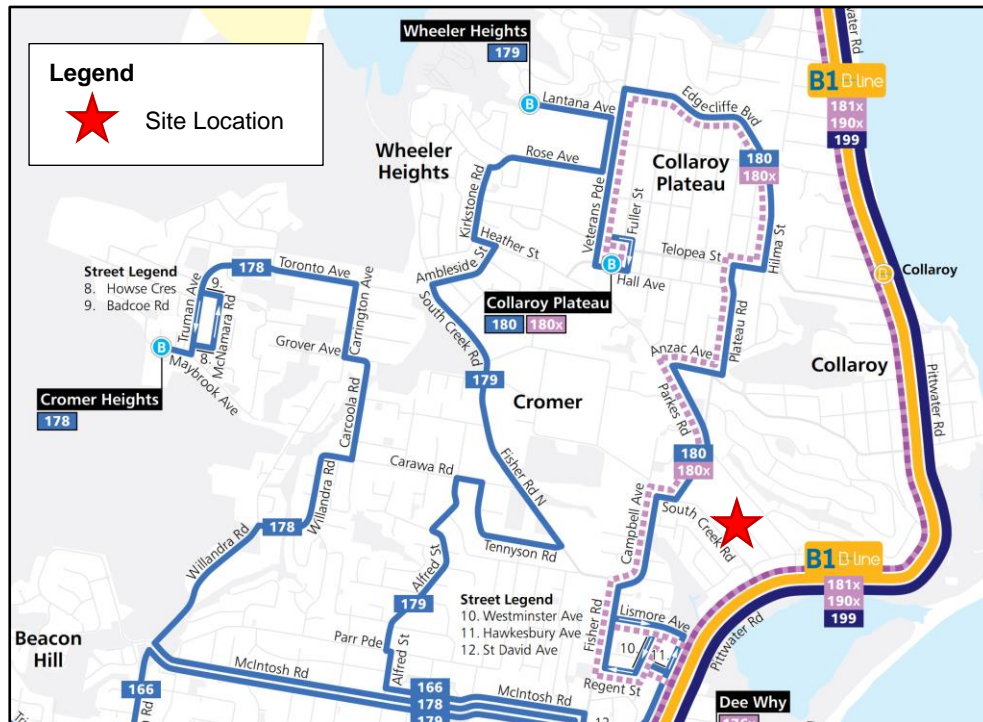 Legend
Site Location
Wheeler Heights
179
Lantana Ave
Edgecliffe Bvd
water Rd
B1 B-line
181x
190x
199
Rose Ave
Wheeler
Heights
Kirkstone Rd
Veterans Pde
Fuller St
Collaroy
Plateau
180
180x
Heather St
Telopea St
Hilma St
Ambleside St
Hall Ave
Collaroy
Street Legend
8. Howse Cres
9. Badcoe Rd
178
Toronto Ave
9.
Truman Ave
McNamara Rd
8.
Carrington Ave
Grover Ave
Maybrook Ave
Cromer Heights
178
South Creek Rd
Collaroy Plateau
180 180x
Plateau Rd
Anzac Ave
Collaroy
Pittwater Rd
179
Cromer
Parkes Rd
Carcoola Rd
180
180x
Carawa Rd
Fisher Rd N
Willandra Rd
178
Willandra Rd
Campbell Ave
South Creek Rd
Tennyson Rd
Alfred St
179
B1 B-line
181x
190x
199
Pittwater Rd
Street Legend
10. Westminster Ave
11. Hawkesbury Ave
12. St David Ave
Lismore Ave
Fisher Rd
10.
11.
Regent St
Parr Pde
Alfred St
Beacon
Hill
McIntosh Rd
166
166
178
179
McIntosh Rd
12.
Dee Why
176x